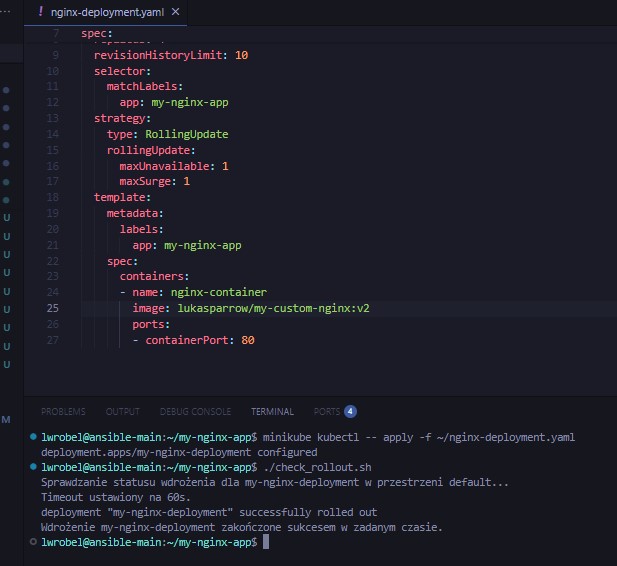 ! nginx-deployment.yaml ×
7 spec:
9 revisionHistoryLimit: 10
10 selector:
11 matchLabels:
12 app: my-nginx-app
13 strategy:
14 type: RollingUpdate
15 rollingUpdate:
16 maxUnavailable: 1
17 maxSurge: 1
18 template:
19 metadata:
20 labels:
21 app: my-nginx-app
22 spec:
23 containers:
24 - name: nginx-container
25 image: lukasparrow/my-custom-nginx:v2
26 ports:
27 - containerPort: 80
U
U
U
U
U
U
U
U
U
M
PROBLEMS OUTPUT DEBUG CONSOLE TERMINAL PORTS 4
lwrobel@ansible-main:~/my-nginx-app$ minikube kubectl -- apply -f ~/nginx-deployment.yaml
deployment.apps/my-nginx-deployment configured
lwrobel@ansible-main:~/my-nginx-app$ ./check_rollout.sh
Sprawdzanie statusu wdrożenia dla my-nginx-deployment w przestrzeni default...
Timeout ustawiony na 60s.
deployment "my-nginx-deployment" successfully rolled out
Wdrożenie my-nginx-deployment zakończone sukcesem w zadanym czasie.
lwrobel@ansible-main:~/my-nginx-app$